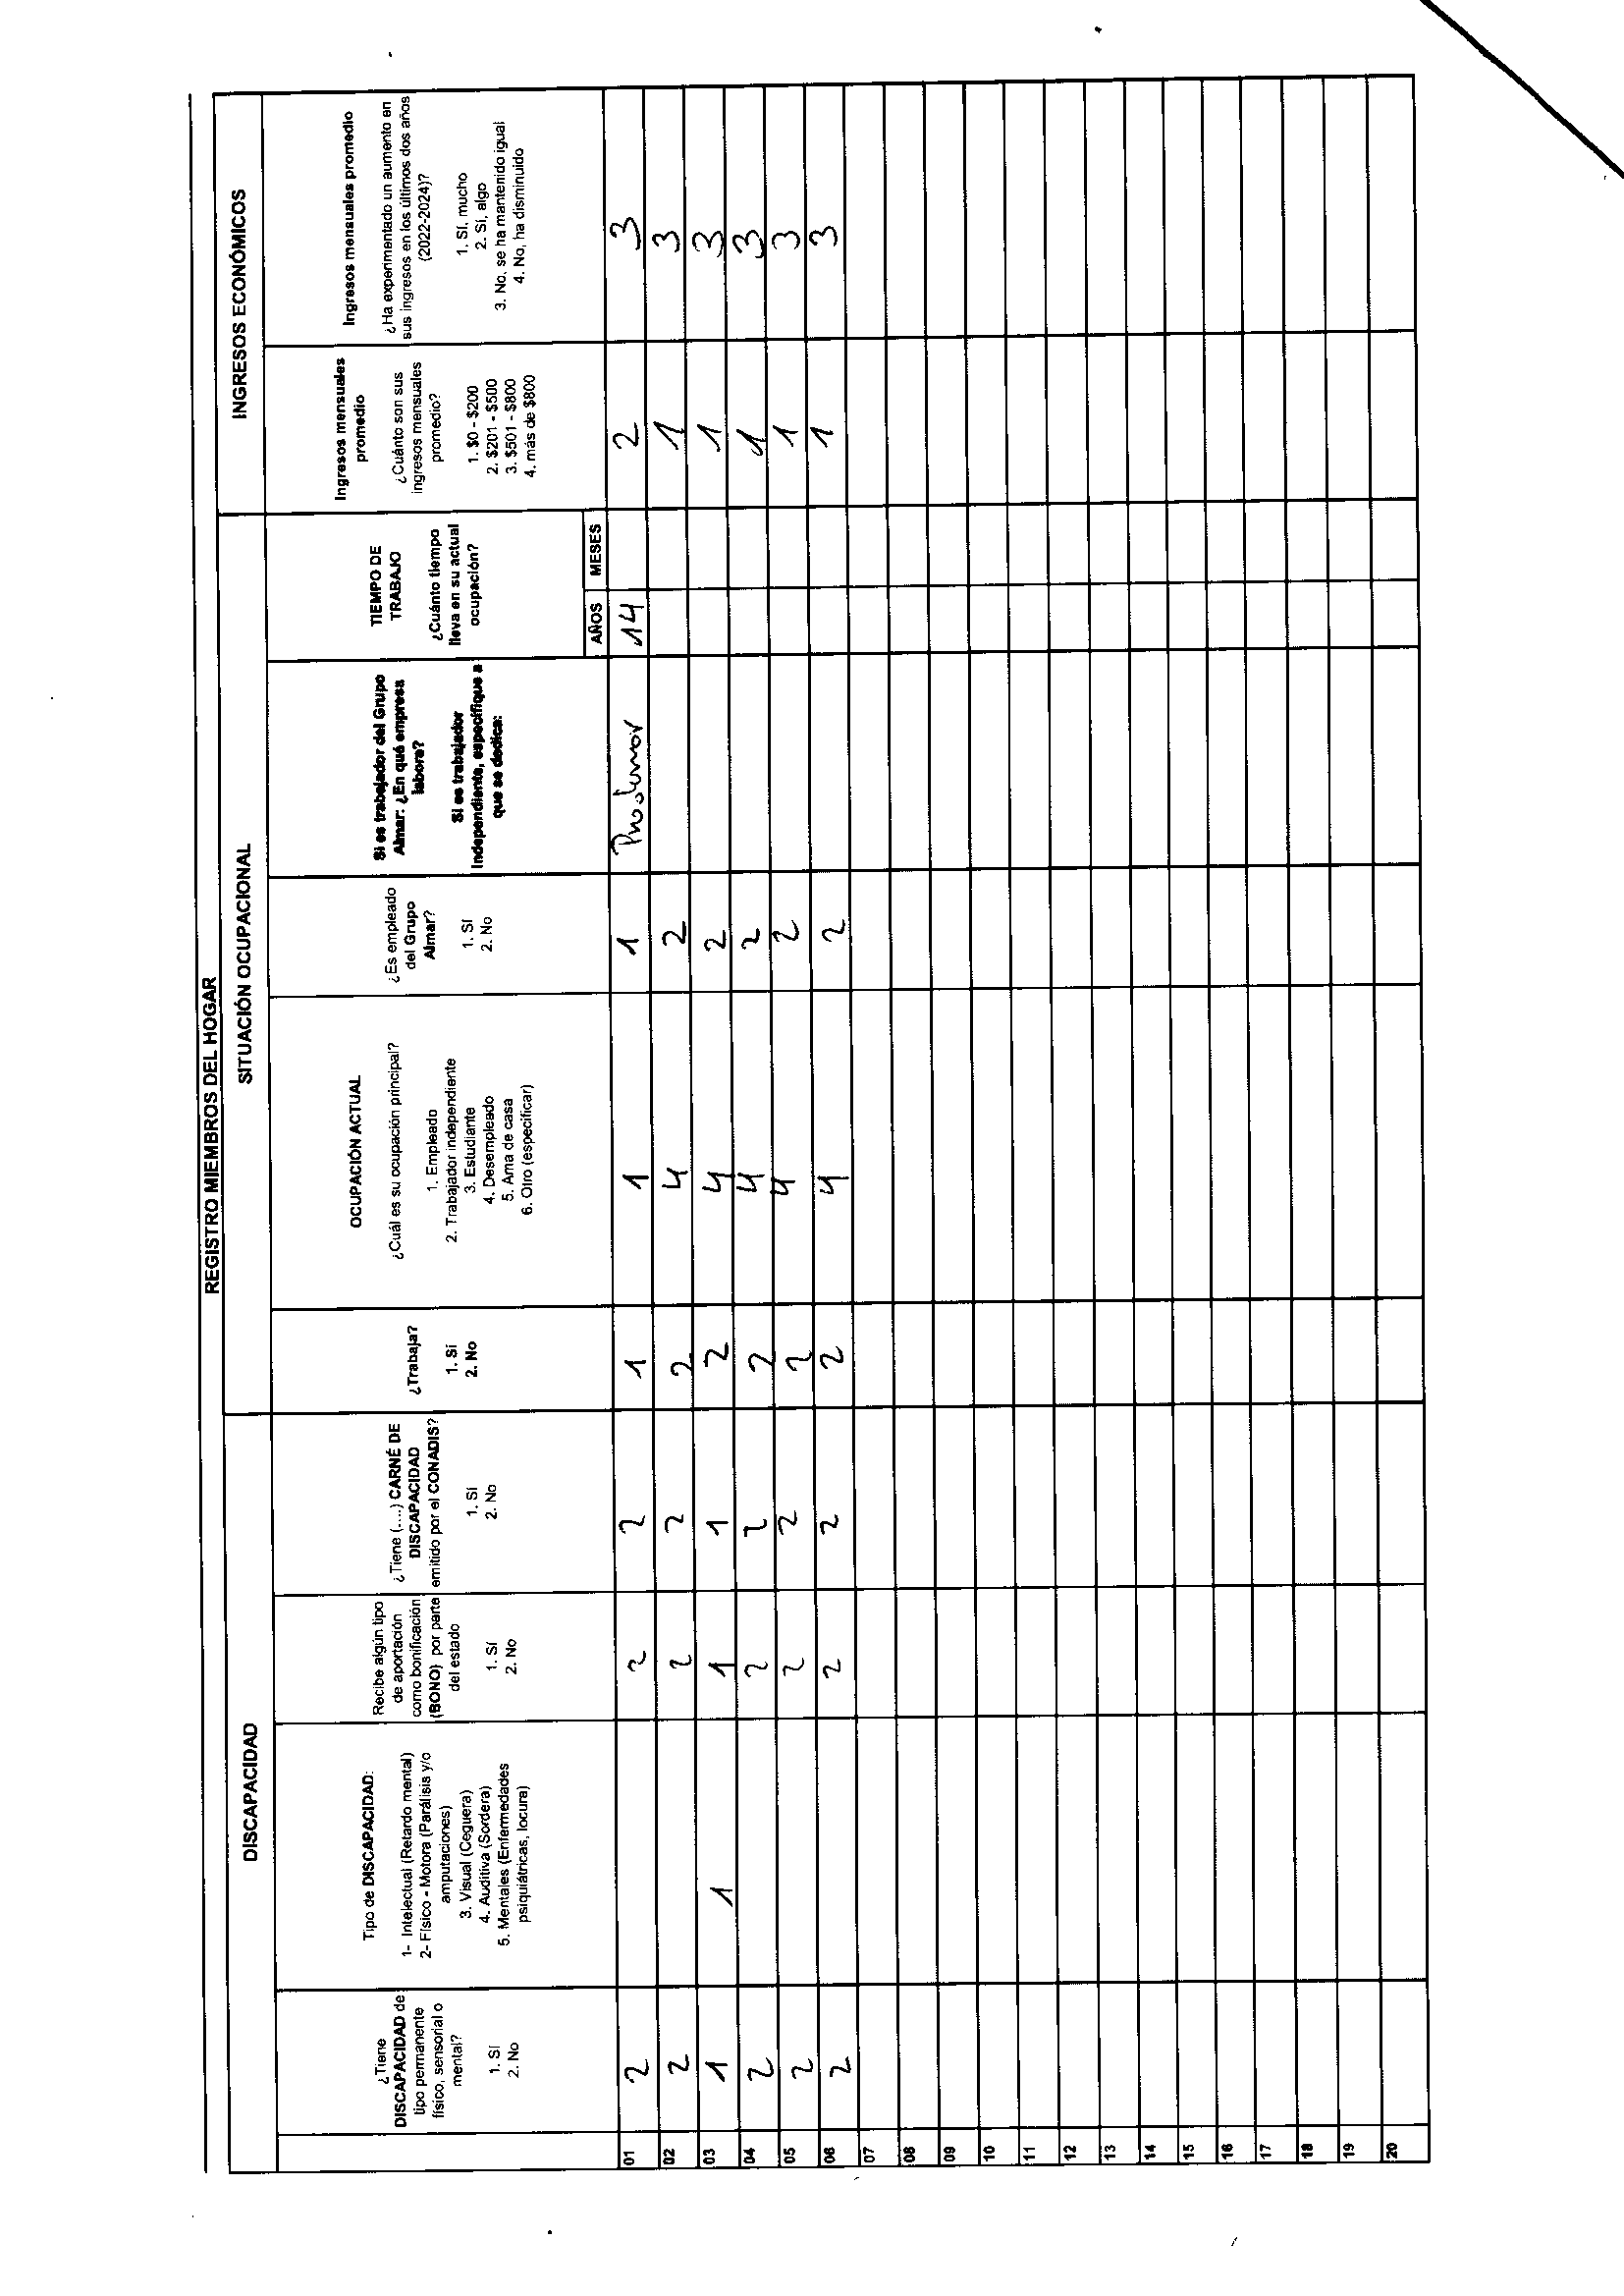 REGISTRO MIEMBROS DEL HOGAR
DISCAPACIDAD
SITUACIÓN OCUPACIONAL
INGRESOS ECONÓMICOS
¿Tiene
DISCAPACIDAD de
tipo permanente
físico, sensorial o
mental?
1. Sí
2. No
Tipo de DISCAPACIDAD:
1- Intelectual (Retardo mental)
2- Físico - Motora (Parálisis y/o
amputaciones)
3. Visual (Ceguera)
4. Auditiva (Sordera)
5. Mentales (Enfermedades
psiquiátricas, locura)
Recibe algún tipo
de aportación
como bonificación
(BONO) por parte
del estado
1. Sí
2. No
¿Tiene (....) CARNÉ DE
DISCAPACIDAD
emitido por el CONADIS?
1. Sí
2. No
¿Trabaja?
1. Sí
2. No
OCUPACIÓN ACTUAL
¿Cuál es su ocupación principal?
1. Empleado
2. Trabajador independiente
3. Estudiante
4. Desempleado
5. Ama de casa
6. Otro (especificar)
¿Es empleado
del Grupo
Almar?
1. Sí
2. No
Si es trabajador del Grupo
Almar: ¿En qué empresa
labora?
Si es trabajador
Independiente, especifique a
que se dedica:
TIEMPO DE
TRABAJO
¿Cuánto tiempo
lleva en su actual
ocupación?
AÑOS MESES
Ingresos mensuales
promedio
¿Cuánto son sus
ingresos mensuales
promedio?
1. $0 - $200
2. $201 - $500
3. $501 - $800
4. más de $800
Ingresos mensuales promedio
¿Ha experimentado un aumento en
sus ingresos en los últimos dos años
(2022-2024)?
1. Sí, mucho
2. Sí, algo
3. No, se ha mantenido igual
4. No, ha disminuido
01 2 2 2 1 1 1 14 2 3
02 2 2 2 2 4 2 1 3
03 1 1 1 1 2 4 2 1 3
04 2 2 2 2 4 2 1 3
05 2 2 2 2 4 2 1 3
06 2 2 2 2 4 2 1 3
07
08
09
10
11
12
13
14
15
16
17
18
19
20